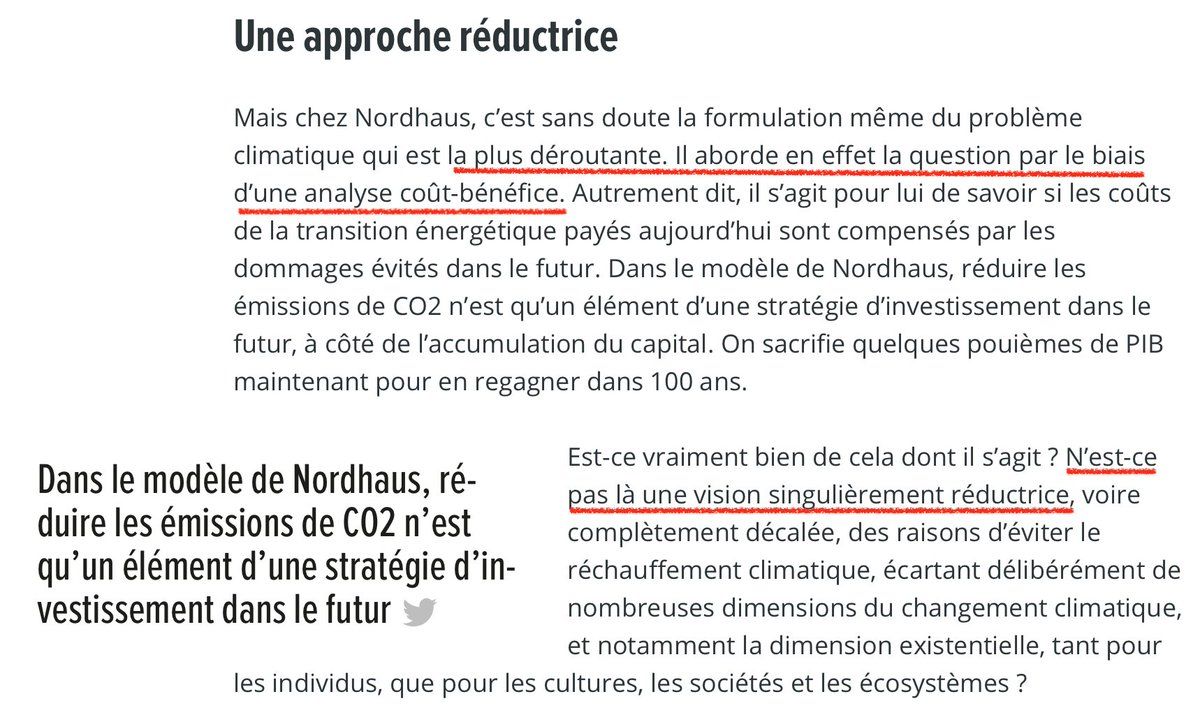 Une approche réductrice
Mais chez Nordhaus, c’est sans doute la formulation même du problème
climatique qui est la plus déroutante. Il aborde en effet la question par le biais
d’une analyse coût-bénéfice. Autrement dit, il s’agit pour lui de savoir si les coûts
de la transition énergétique payés aujourd’hui sont compensés par les
dommages évités dans le futur. Dans le modèle de Nordhaus, réduire les
émissions de CO2 n’est qu’un élément d’une stratégie d’investissement dans le
futur, à côté de l’accumulation du capital. On sacrifie quelques pouièmes de PIB
maintenant pour en regagner dans 100 ans.
Dans le modèle de Nordhaus, ré-
duire les émissions de CO2 n’est
qu’un élément d’une stratégie d’in-
vestissement dans le futur
Est-ce vraiment bien de cela dont il s’agit ? N’est-ce
pas là une vision singulièrement réductrice, voire
complètement décalée, des raisons d’éviter le
réchauffement climatique, écartant délibérément de
nombreuses dimensions du changement climatique,
et notamment la dimension existentielle, tant pour
les individus, que pour les cultures, les sociétés et les écosystèmes ?